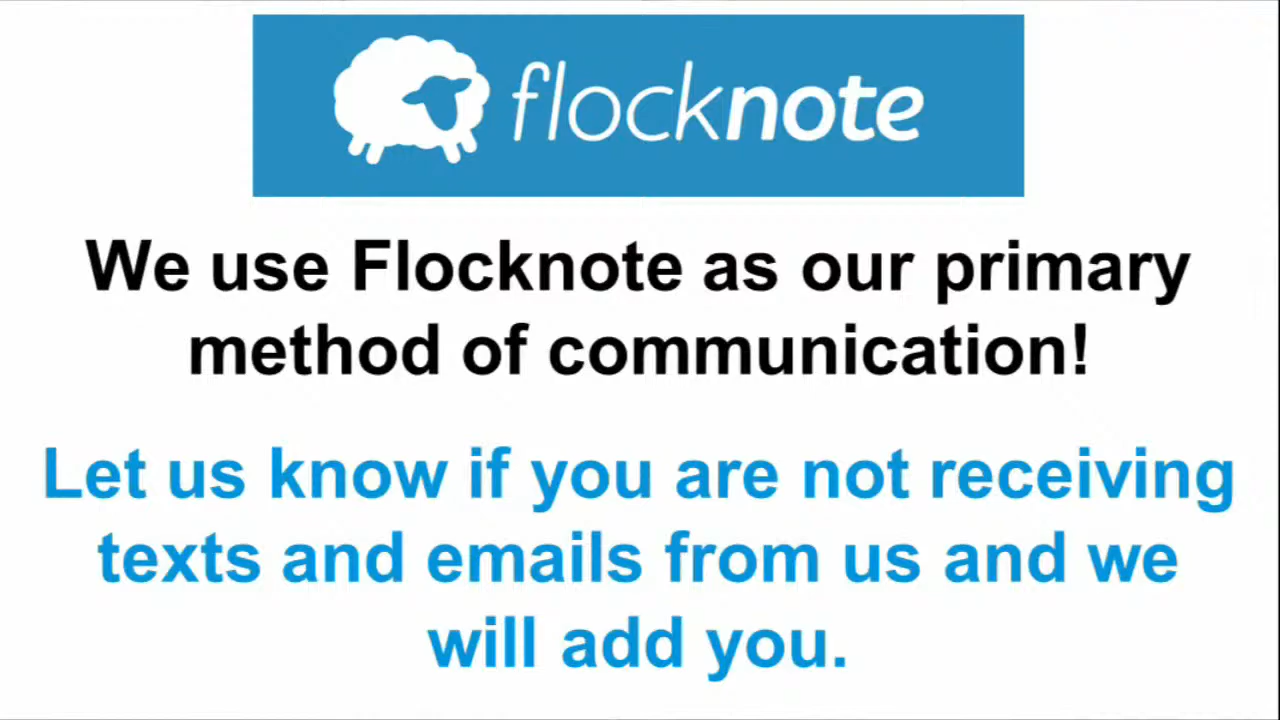 flocknote
We use Flocknote as our primary
method of communication!
Let us know if you are not receiving
texts and emails from us and we
will add you.